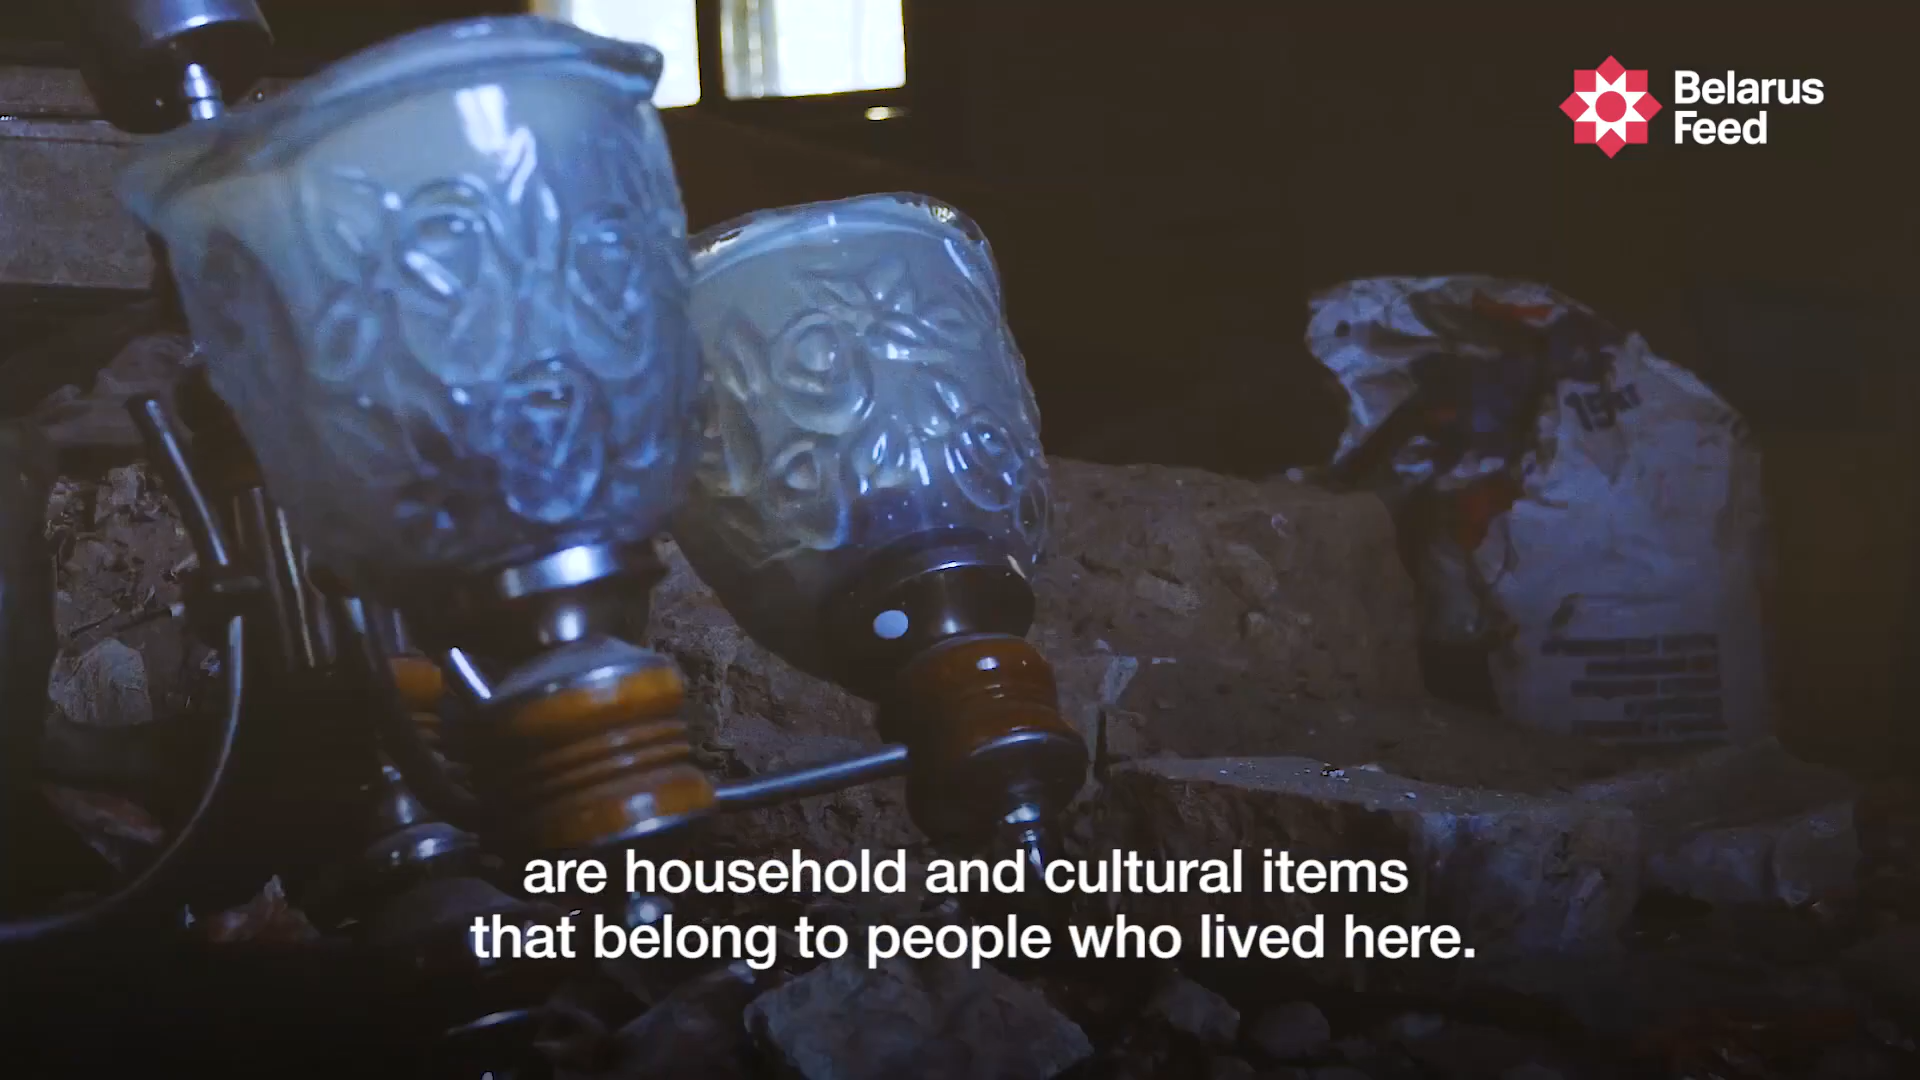 Belarus
Feed
are household and cultural items
that belong to people who lived here.